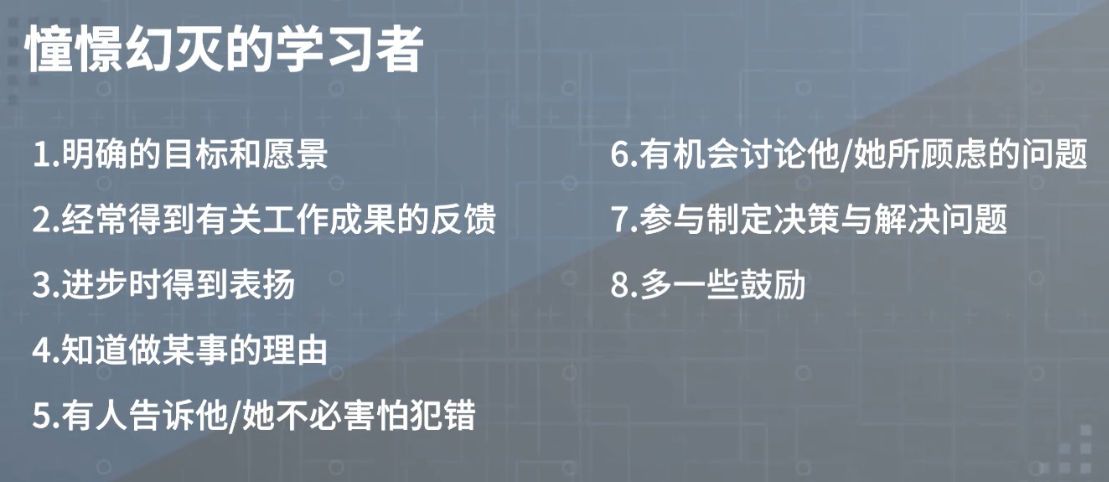 憧憬幻灭的学习者
1.明确的目标和愿景
2.经常得到有关工作成果的反馈
3.进步时得到表扬
4.知道做某事的理由
5.有人告诉他/她不必害怕犯错
6.有机会讨论他/她所顾虑的问题
7.参与制定决策与解决问题
8.多一些鼓励